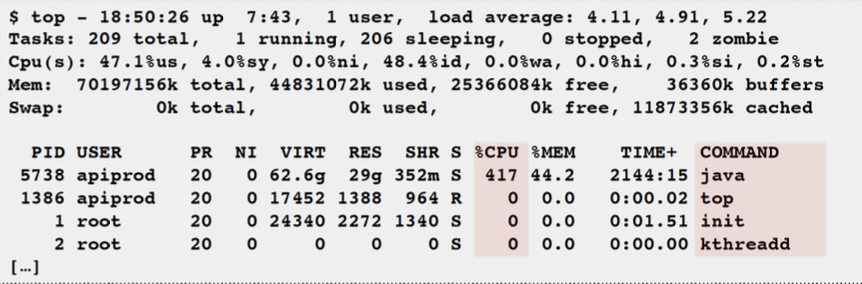 $ top - 18:50:26 up 7:43, 1 user, load average: 4.11, 4.91, 5.22
Tasks: 209 total, 1 running, 206 sleeping, 0 stopped, 2 zombie
Cpu(s): 47.1%us, 4.0%sy, 0.0%ni, 48.4%id, 0.0%wa, 0.0%hi, 0.3%si, 0.2%st
Mem: 70197156k total, 44831072k used, 25366084k free, 36360k buffers
Swap: 0k total, 0k used, 0k free, 11873356k cached
PID USER PR NI VIRT RES SHR S %CPU %MEM TIME+ COMMAND
5738 apiprod 20 0 62.6g 29g 352m S 417 44.2 2144:15 java
1386 apiprod 20 0 17452 1388 964 R 0 0.0 0:00.02 top
1 root 20 0 24340 2272 1340 S 0 0.0 0:01.51 init
2 root 20 0 0 0 0 S 0 0.0 0:00.00 kthreadd
[…]